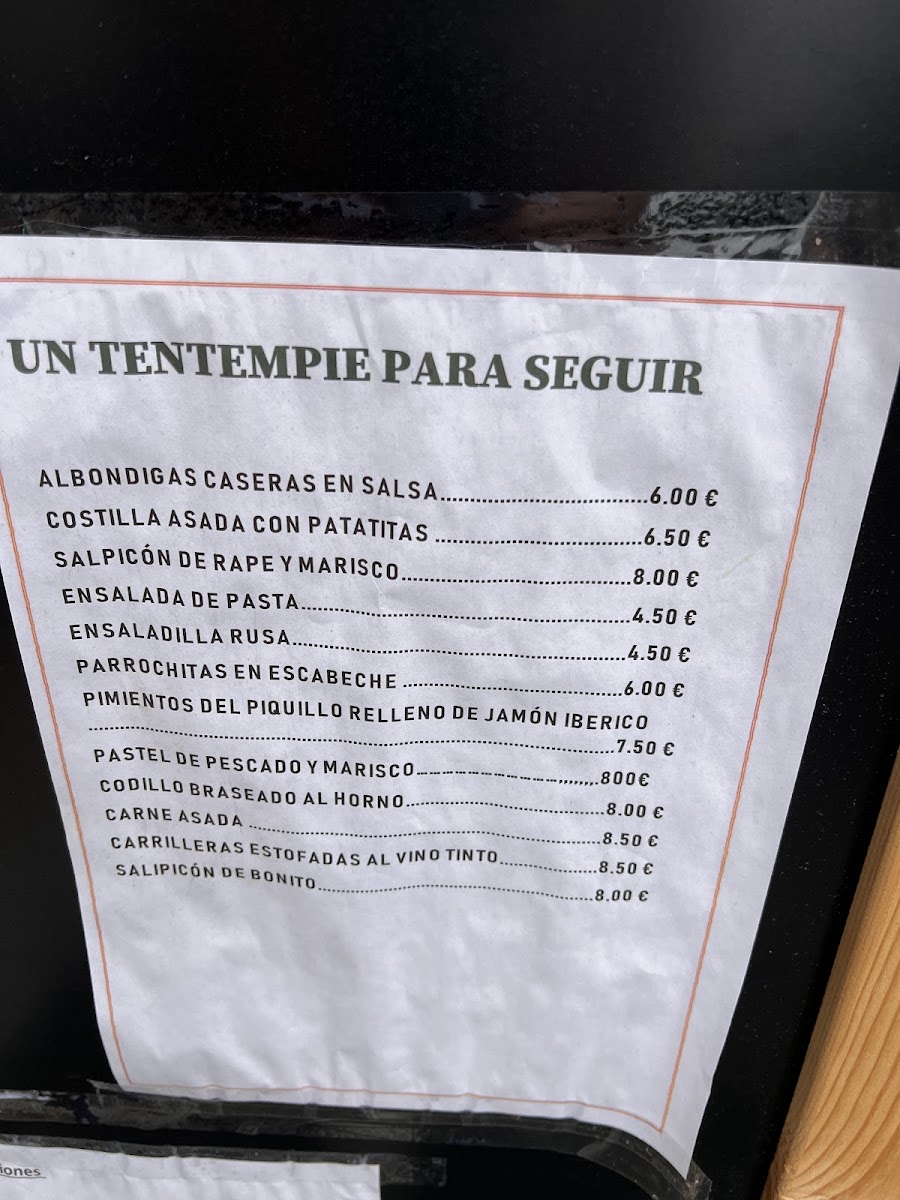 UN TENTEMPIE PARA SEGUIR
ALBONDIGAS CASERAS EN SALSA..............................6.00 €
COSTILLA ASADA CON PATATITAS ..............................6.50 €
SALPICÓN DE RAPE Y MARISCO..................................8.00 €
ENSALADA DE PASTA................................................4.50 €
ENSALADILLA RUSA.................................................4.50 €
PARROCHITAS EN ESCABECHE .................................6.00 €
PIMIENTOS DEL PIQUILLO RELLENO DE JAMÓN IBERICO
................................................................................7.50 €
PASTEL DE PESCADO Y MARISCO..............................,,,,,,,800€
CODILLO BRASEADO AL HORNO................................8.00 €
CARNE ASADA ........................................................8.50 €
CARRILLERAS ESTOFADAS AL VINO TINTO..................8.50 €
SALIPICÓN DE BONITO.............................................8.00 €
iones